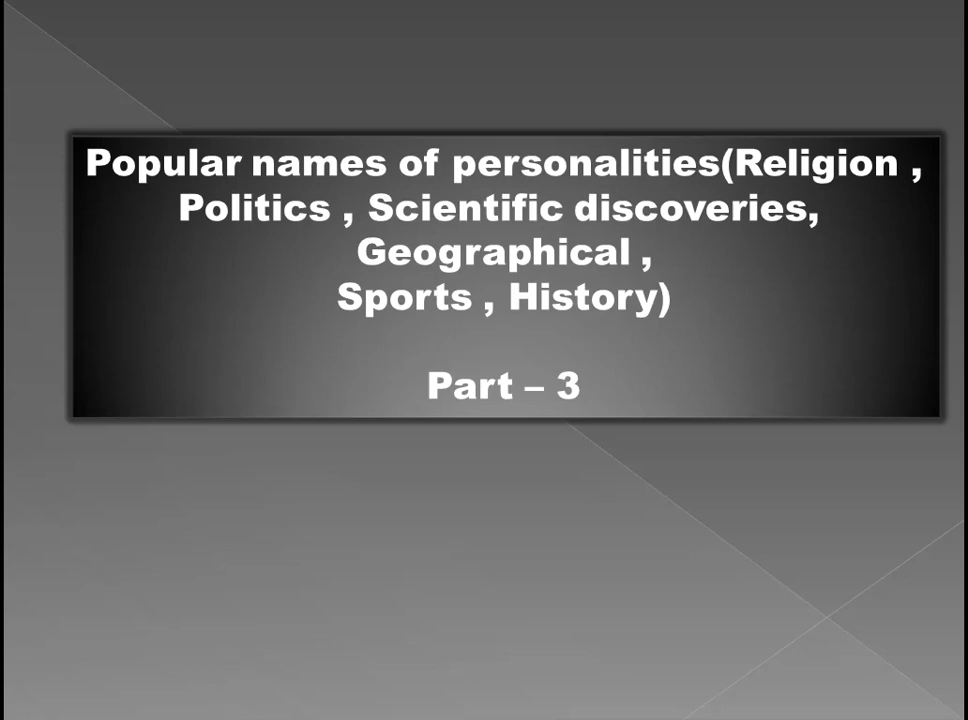 Popular names of personalities(Religion ,
Politics , Scientific discoveries,
Geographical ,
Sports , History)
Part – 3